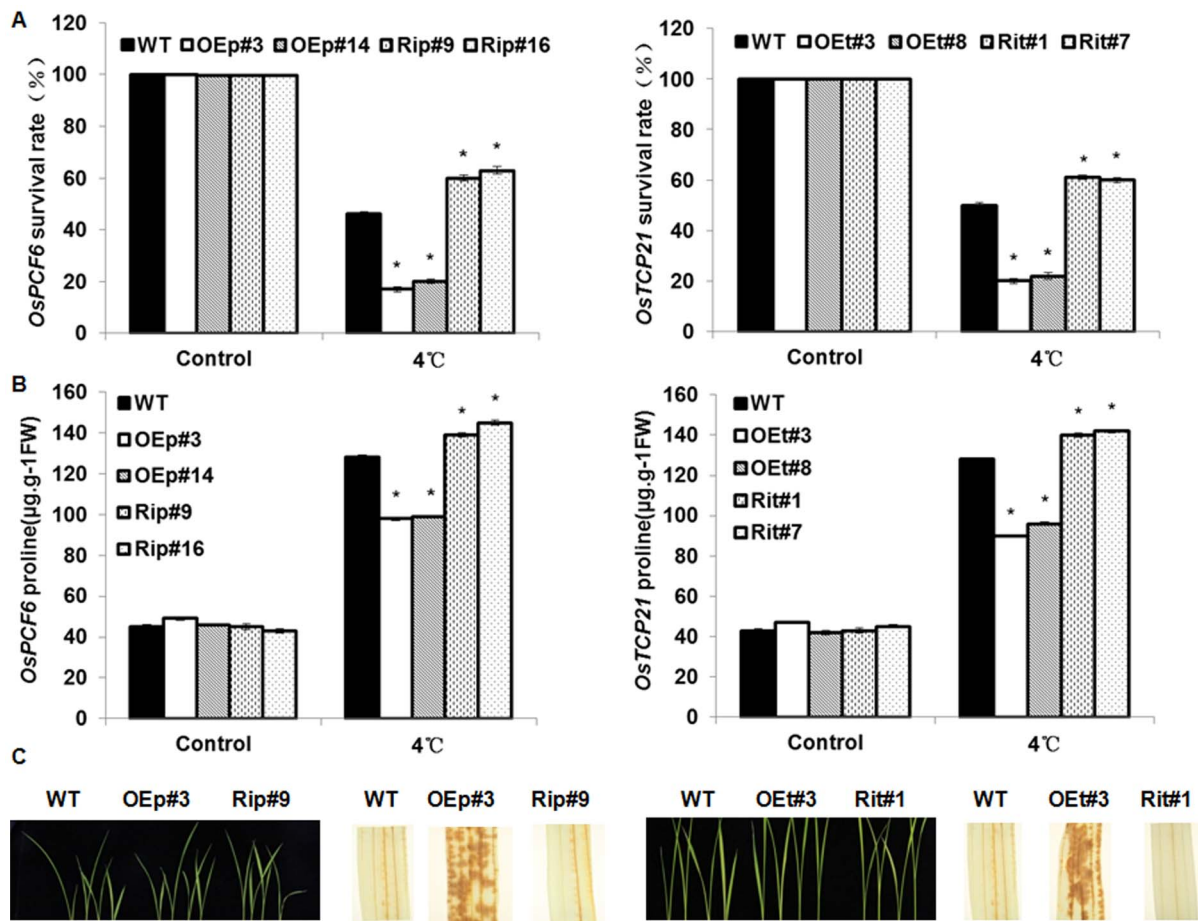 A
OsPCF6 survival rate (%)
120
100
80
60
40
20
0
WT OEp#3 OEp#14 Rip#9 Rip#16
* * * *
Control 4℃
OsTCP21 survival rate (%)
120
100
80
60
40
20
0
WT OEt#3 OEt#8 Rit#1 Rit#7
* * * *
Control 4℃
B
OsPCF6 proline(µg.g-1FW)
160
140
120
100
80
60
40
20
0
WT
OEp#3
OEp#14
Rip#9
Rip#16
* * * *
Control 4℃
OsTCP21 proline(µg.g-1FW)
160
140
120
100
80
60
40
20
0
WT
OEt#3
OEt#8
Rit#1
Rit#7
* * * *
Control 4℃
C
WT OEp#3 Rip#9 WT OEp#3 Rip#9 WT OEt#3 Rit#1 WT OEt#3 Rit#1